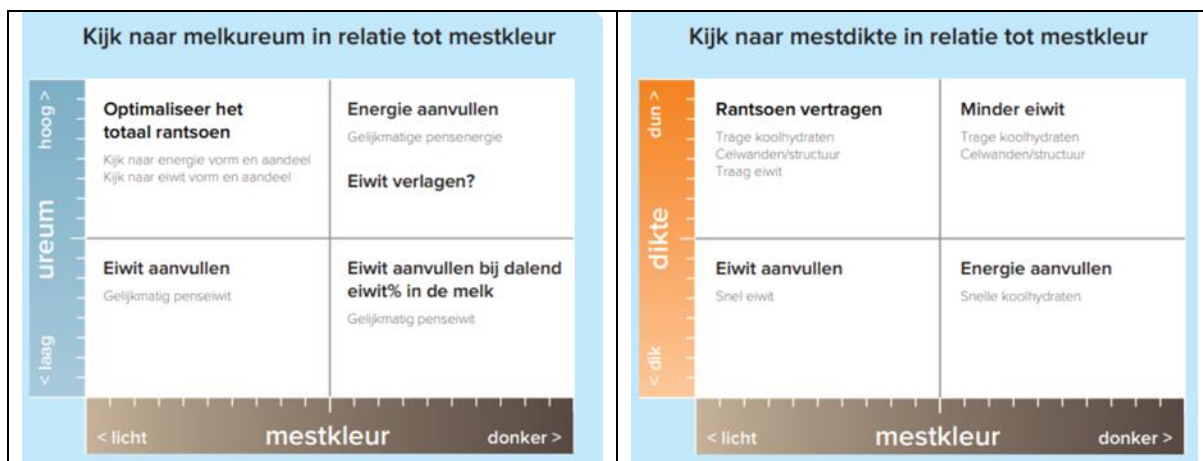 Kijk naar melkureum in relatie tot mestkleur
hoog >
ureum
< laag
Optimaliseer het
totaal rantsoen
Kijk naar energie vorm en aandeel
Kijk naar eiwit vorm en aandeel
Energie aanvullen
Gelijkmatige pensenergie
Eiwit verlagen?
Eiwit aanvullen
Gelijkmatig penseiwit
Eiwit aanvullen bij dalend
eiwit% in de melk
Gelijkmatig penseiwit
< licht
mestkleur
donker >
Kijk naar mestdikte in relatie tot mestkleur
dun >
dikte
< dik
Rantsoen vertragen
Trage koolhydraten
Celwanden/structuur
Traag eiwit
Minder eiwit
Trage koolhydraten
Celwanden/structuur
Eiwit aanvullen
Snel eiwit
Energie aanvullen
Snelle koolhydraten
< licht
mestkleur
donker >